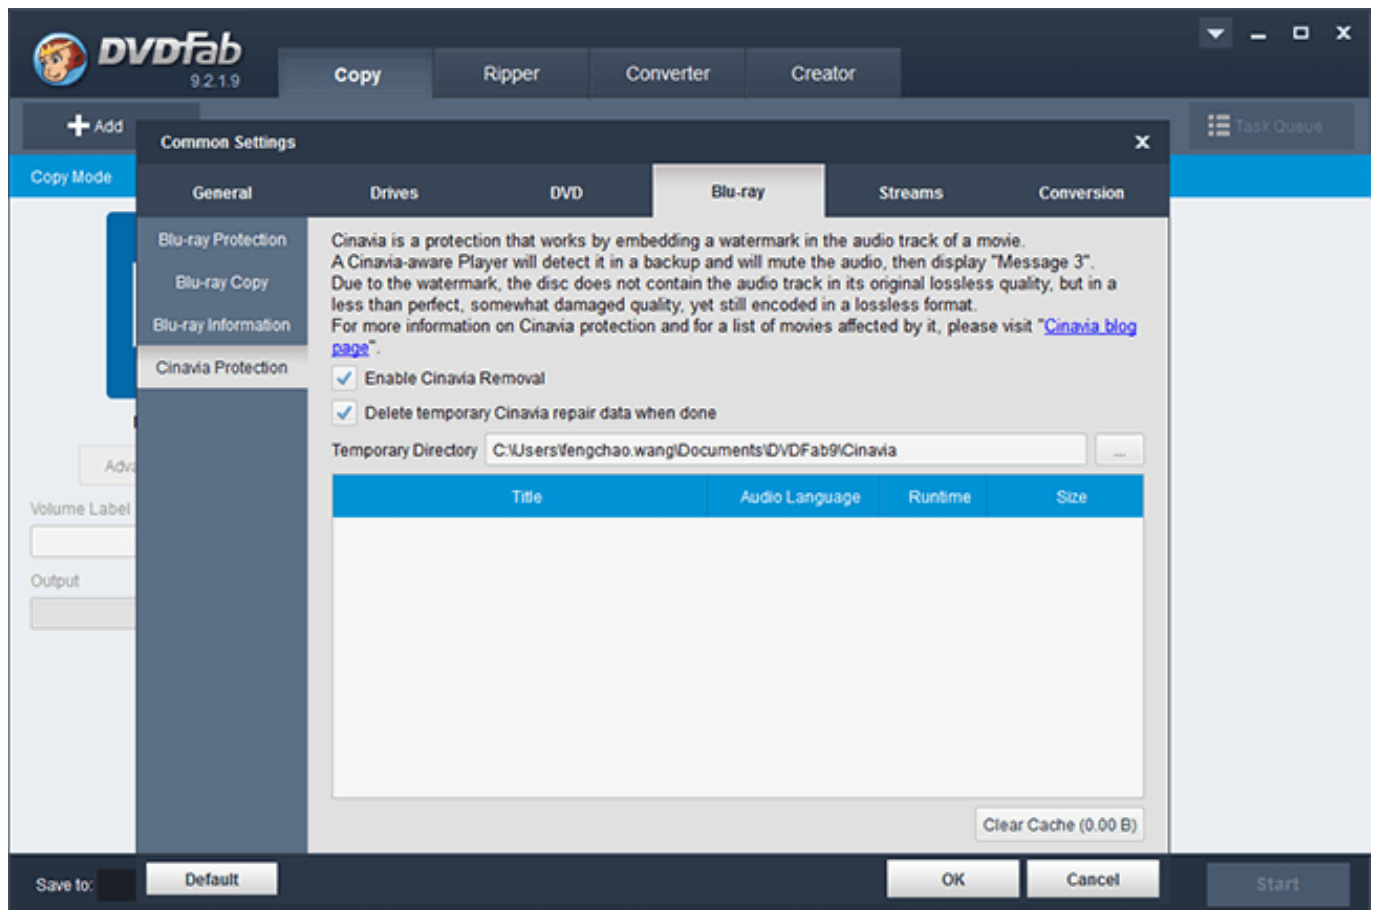 DVDFab
9.2.1.9
Copy
Ripper
Converter
Creator
Add
Task Queue
Common Settings
Copy Mode
General
Drives
DVD
Blu-ray
Streams
Conversion
Blu-ray Protection
Blu-ray Copy
Blu-ray Information
Cinavia Protection
Cinavia is a protection that works by embedding a watermark in the audio track of a movie.
A Cinavia-aware Player will detect it in a backup and will mute the audio, then display "Message 3".
Due to the watermark, the disc does not contain the audio track in its original lossless quality, but in a
less than perfect, somewhat damaged quality, yet still encoded in a lossless format.
For more information on Cinavia protection and for a list of movies affected by it, please visit "Cinavia blog
page".
Enable Cinavia Removal
Delete temporary Cinavia repair data when done
Temporary Directory C:\Users\fengchao.wang\Documents\DVDFab9\Cinavia ...
Title
Audio Language
Runtime
Size
Adva
Volume Label
Output
Clear Cache (0.00 B)
Save to:
Default
OK
Cancel
Start